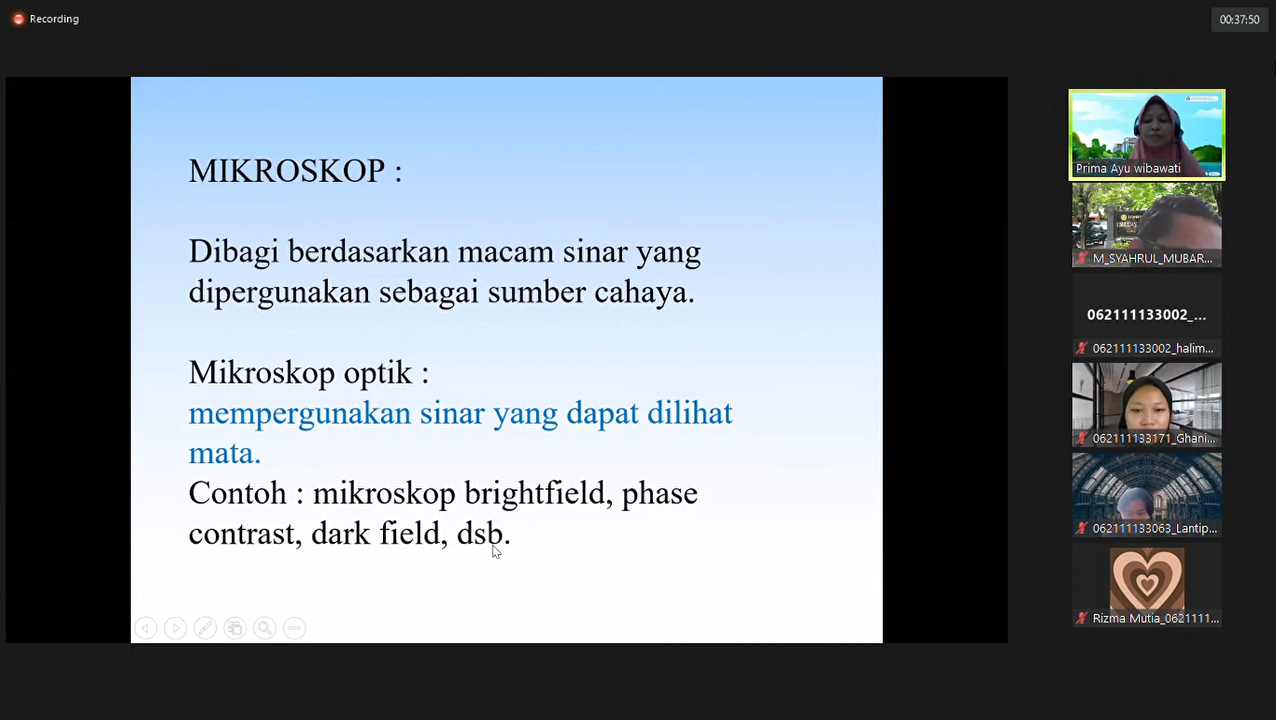 Recording
00:37:50
MIKROSKOP :
Dibagi berdasarkan macam sinar yang
dipergunakan sebagai sumber cahaya.
Mikroskop optik :
mempergunakan sinar yang dapat dilihat
mata.
Contoh : mikroskop brightfield, phase
contrast, dark field, dsb.
Prima Ayu wibawati
M_SYAHRUL_MUBAR...
062111133002_...
062111133002_halim...
062111133171_Ghani...
062111133063_Lantip...
Rizma Mutia_0621111...